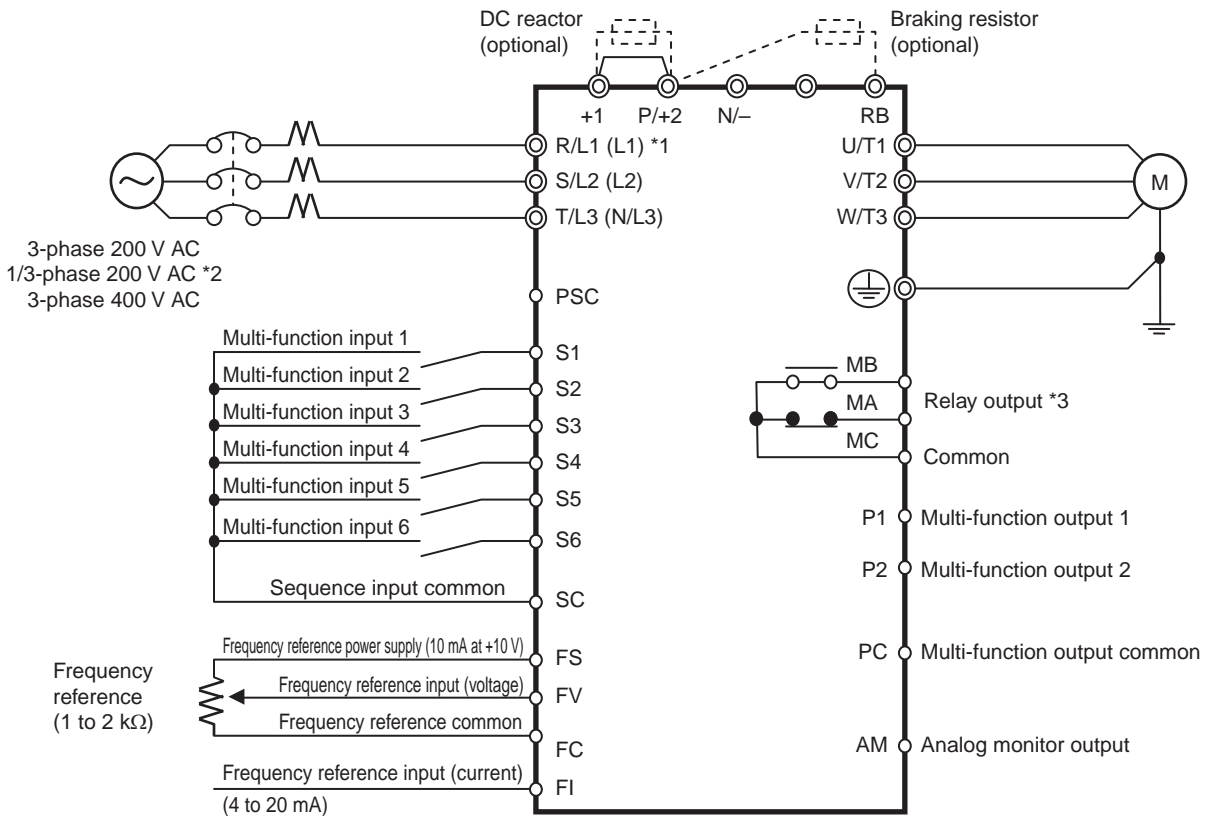 DC reactor
(optional)
Braking resistor
(optional)
+1 P/+2 N/– RB
R/L1 (L1) *1
S/L2 (L2)
T/L3 (N/L3)
U/T1
V/T2
W/T3
M
3-phase 200 V AC
1/3-phase 200 V AC *2
3-phase 400 V AC
PSC
Multi-function input 1
S1
Multi-function input 2
S2
Multi-function input 3
S3
Multi-function input 4
S4
Multi-function input 5
S5
Multi-function input 6
S6
Sequence input common
SC
Frequency reference power supply (10 mA at +10 V)
FS
Frequency
reference
(1 to 2 kΩ)
Frequency reference input (voltage)
FV
Frequency reference common
FC
Frequency reference input (current)
(4 to 20 mA)
FI
MB
MA
MC
Relay output *3
Common
P1 Multi-function output 1
P2 Multi-function output 2
PC Multi-function output common
AM Analog monitor output